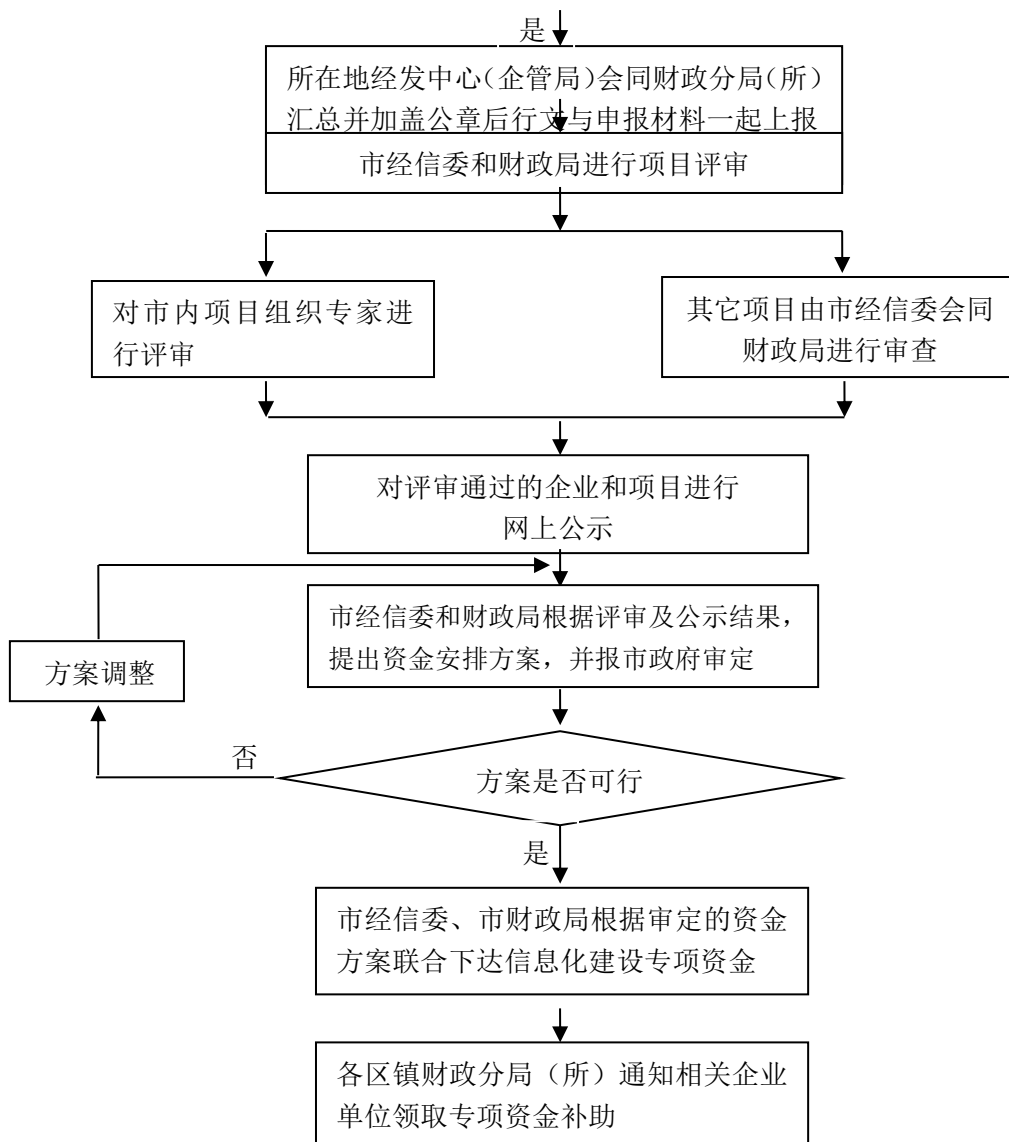 是
所在地经发中心(企管局)会同财政分局(所)
汇总并加盖公章后行文与申报材料一起上报
市经信委和财政局进行项目评审
对市内项目组织专家进
行评审
其它项目由市经信委会同
财政局进行审查
对评审通过的企业和项目进行
网上公示
市经信委和财政局根据评审及公示结果，
提出资金安排方案，并报市政府审定
方案调整
否
方案是否可行
是
市经信委、市财政局根据审定的资金
方案联合下达信息化建设专项资金
各区镇财政分局（所）通知相关企业
单位领取专项资金补助